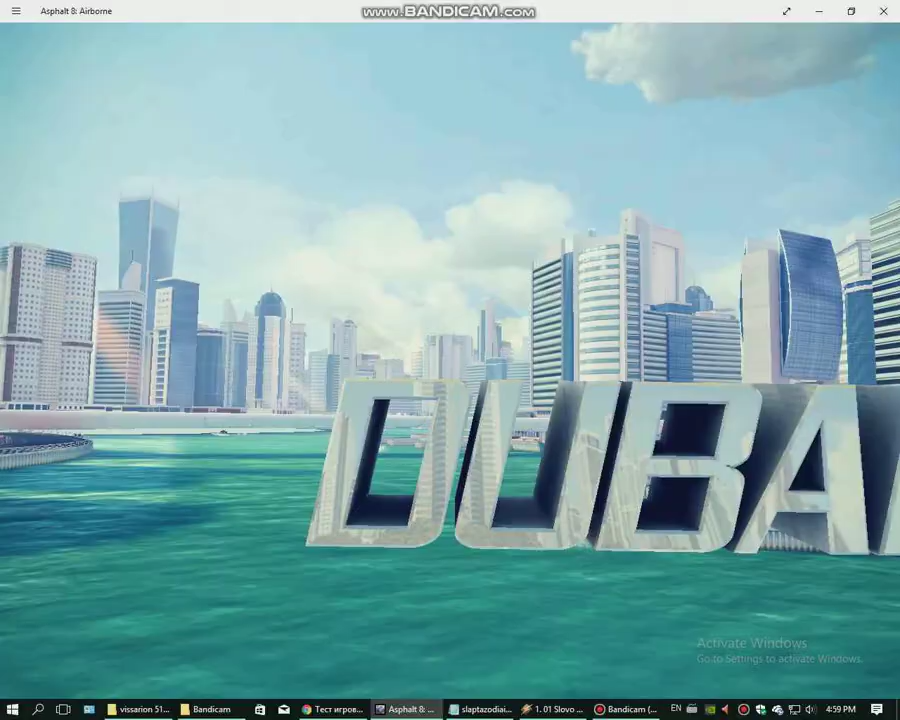 Asphalt 8: Airborne
www.BANDICAM.com
DUBA
Activate Windows
Go to Settings to activate Windows.
vissarion 51...
Bandicam
Тест игров...
Asphalt 8: ...
slaptazodiai...
1. 01 Slovo ...
Bandicam (...
EN
4:59 PM